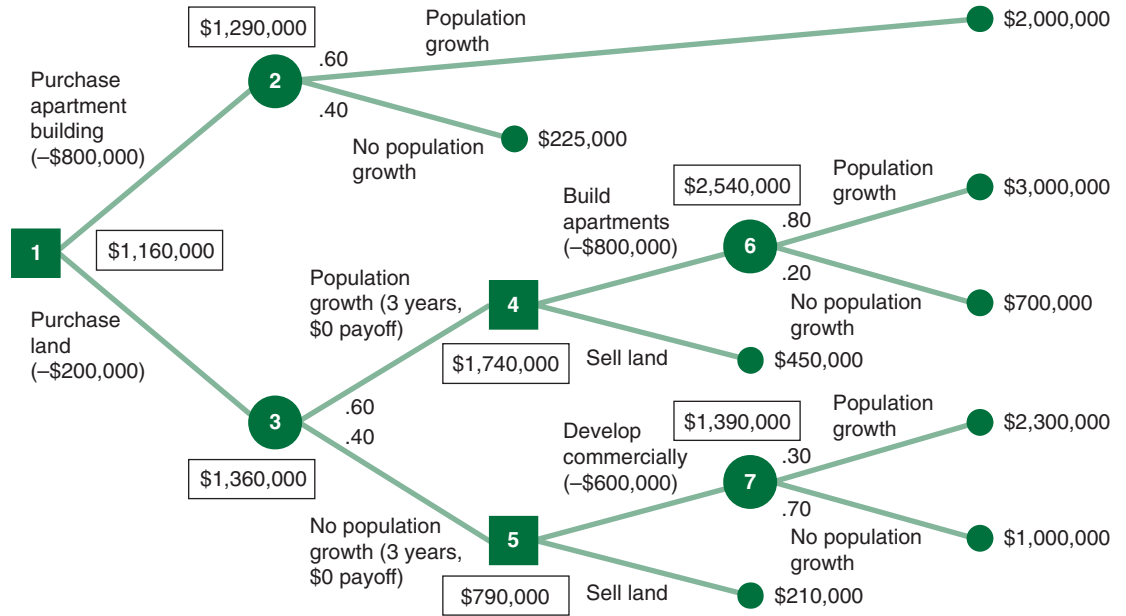 $1,290,000
Population
growth
$2,000,000
.60
2
.40
Purchase
apartment
building
(–$800,000)
No population
growth
$225,000
1
$1,160,000
Purchase
land
(–$200,000)
Population
growth (3 years,
$0 payoff)
.60
3
.40
$1,360,000
No population
growth (3 years,
$0 payoff)
Build
apartments
(–$800,000)
$2,540,000
Population
growth
$3,000,000
.80
6
.20
No population
growth
$700,000
4
$1,740,000
Sell land
$450,000
Develop
commercially
(–$600,000)
$1,390,000
Population
growth
$2,300,000
.30
7
.70
No population
growth
$1,000,000
5
$790,000
Sell land
$210,000